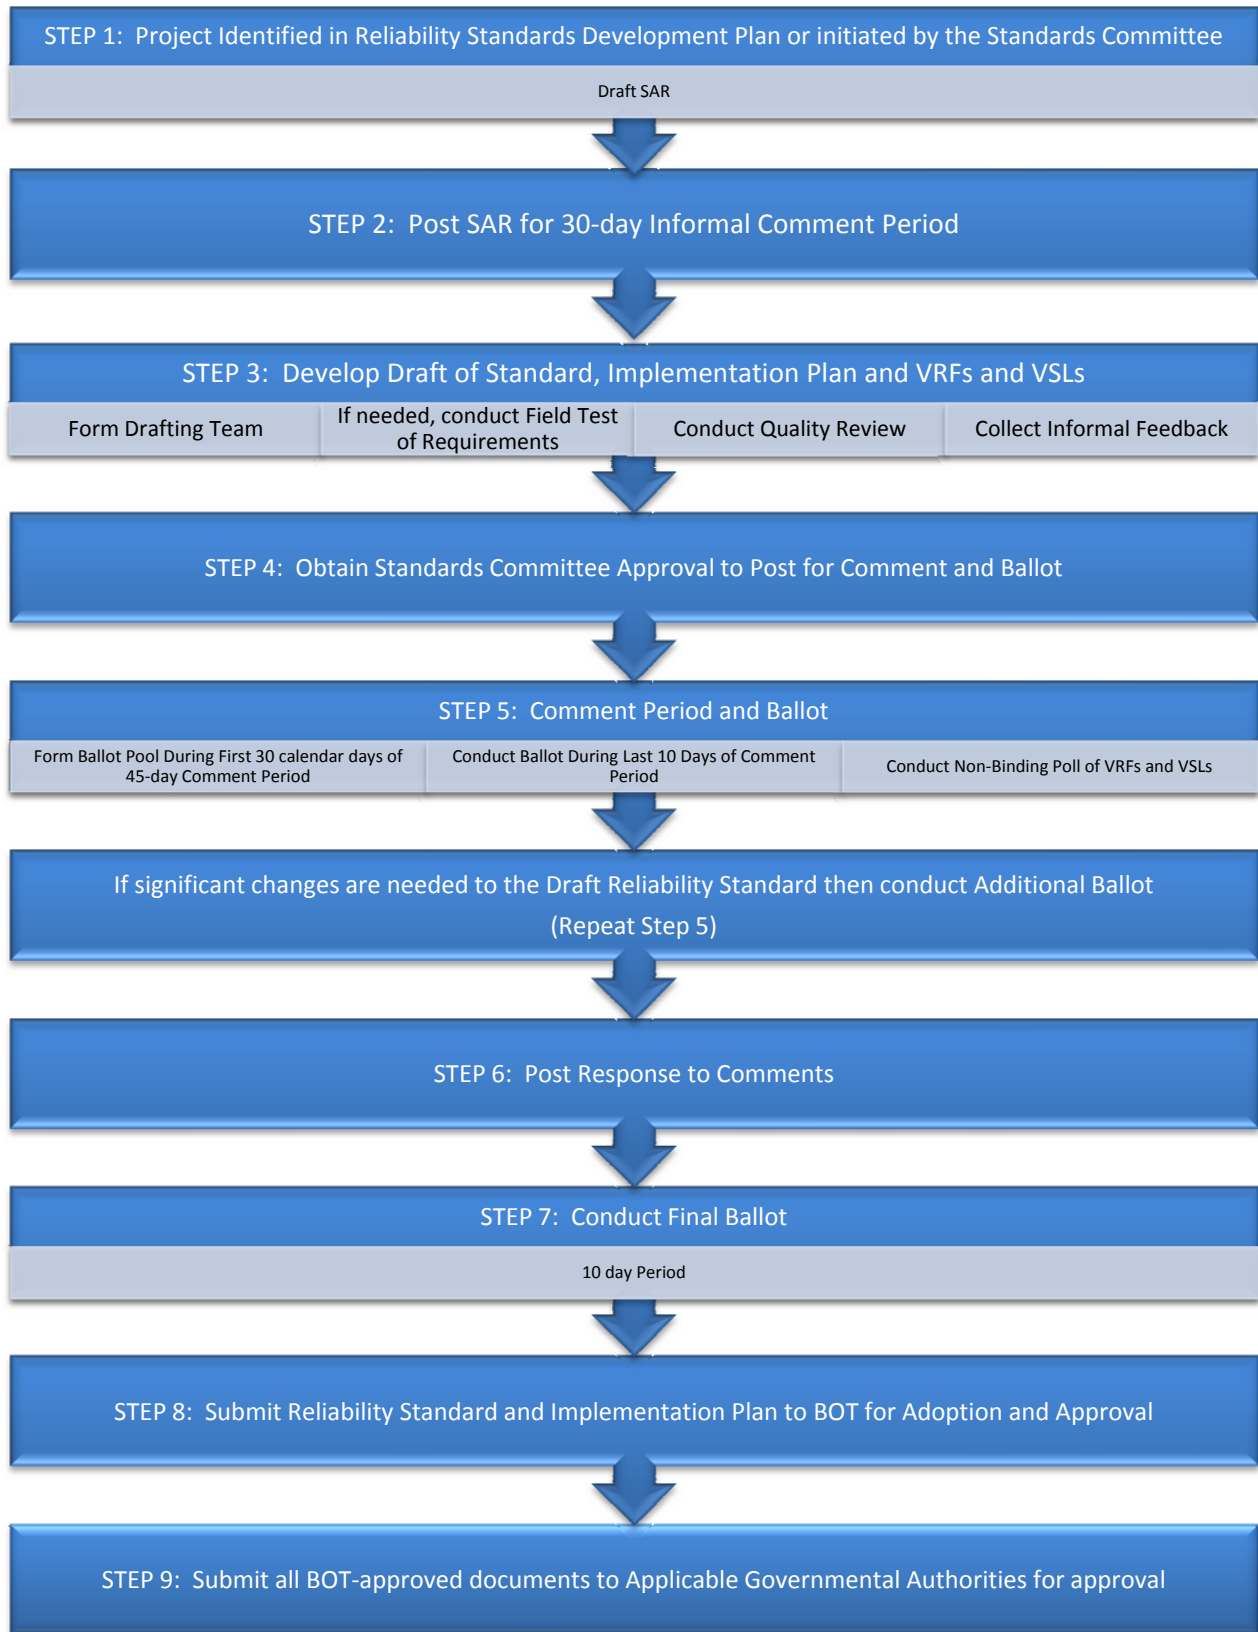 STEP 1:  Project Identified in Reliability Standards Development Plan or initiated by the Standards Committee
Draft SAR
STEP 2:  Post SAR for 30-day Informal Comment Period
STEP 3:  Develop Draft of Standard, Implementation Plan and VRFs and VSLs
Form Drafting Team
If needed, conduct Field Test
of Requirements
Conduct Quality Review
Collect Informal Feedback
STEP 4:  Obtain Standards Committee Approval to Post for Comment and Ballot
STEP 5:  Comment Period and Ballot
Form Ballot Pool During First 30 calendar days of
45-day Comment Period
Conduct Ballot During Last 10 Days of Comment
Period
Conduct Non-Binding Poll of VRFs and VSLs
If significant changes are needed to the Draft Reliability Standard then conduct Additional Ballot
(Repeat Step 5)
STEP 6:  Post Response to Comments
STEP 7:  Conduct Final Ballot
10 day Period
STEP 8:  Submit Reliability Standard and Implementation Plan to BOT for Adoption and Approval
STEP 9:  Submit all BOT-approved documents to Applicable Governmental Authorities for approval